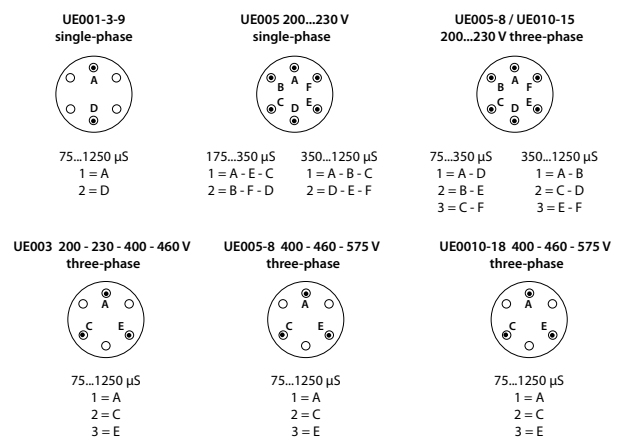 UE001-3-9
single-phase
A
D
75...1250 µS
1 = A
2 = D
UE005 200...230 V
single-phase
A
B F
C E
D
175...350 µS 350...1250 µS
1 = A - E - C 1 = A - B - C
2 = B - F - D 2 = D - E - F
UE005-8 / UE010-15
200...230 V three-phase
A
B F
C E
D
75...350 µS 350...1250 µS
1 = A - D 1 = A - B
2 = B - E 2 = C - D
3 = C - F 3 = E - F
UE003 200 - 230 - 400 - 460 V
three-phase
A
C E
75...1250 µS
1 = A
2 = C
3 = E
UE005-8 400 - 460 - 575 V
three-phase
A
C E
75...1250 µS
1 = A
2 = C
3 = E
UE0010-18 400 - 460 - 575 V
three-phase
A
C E
75...1250 µS
1 = A
2 = C
3 = E